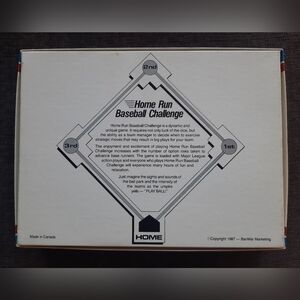 2nd
Home Run
Baseball Challenge
Home Run Baseball Challenge is a dynamic and
unique game. It requires not only luck of the dice, but
the ability as a team manager to decide when to exercise
strategic moves that may result in big plays for your team.
The enjoyment and excitement of playing Home Run Baseball
Challenge increases with the number of option risks taken to
advance base runners. The game is loaded with Major League
action plays and everyone who plays Home Run Baseball
Challenge will experience many hours of fun and
relaxation.
3rd
1st
Just imagine the sights and sounds of
the ball park and the intensity of
the teams as the umpire
yells — "PLAY BALL!"
HOME
Made in Canada
Copyright 1987 — Marketing